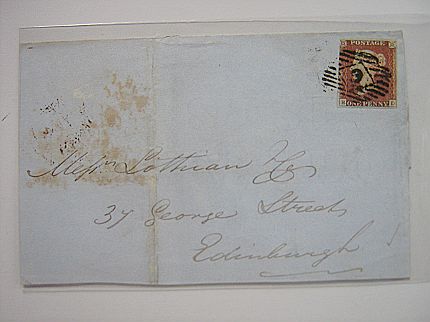 POSTAGE
ONE PENNY
Messrs Lothian &Co
37 George Street
Edinburgh